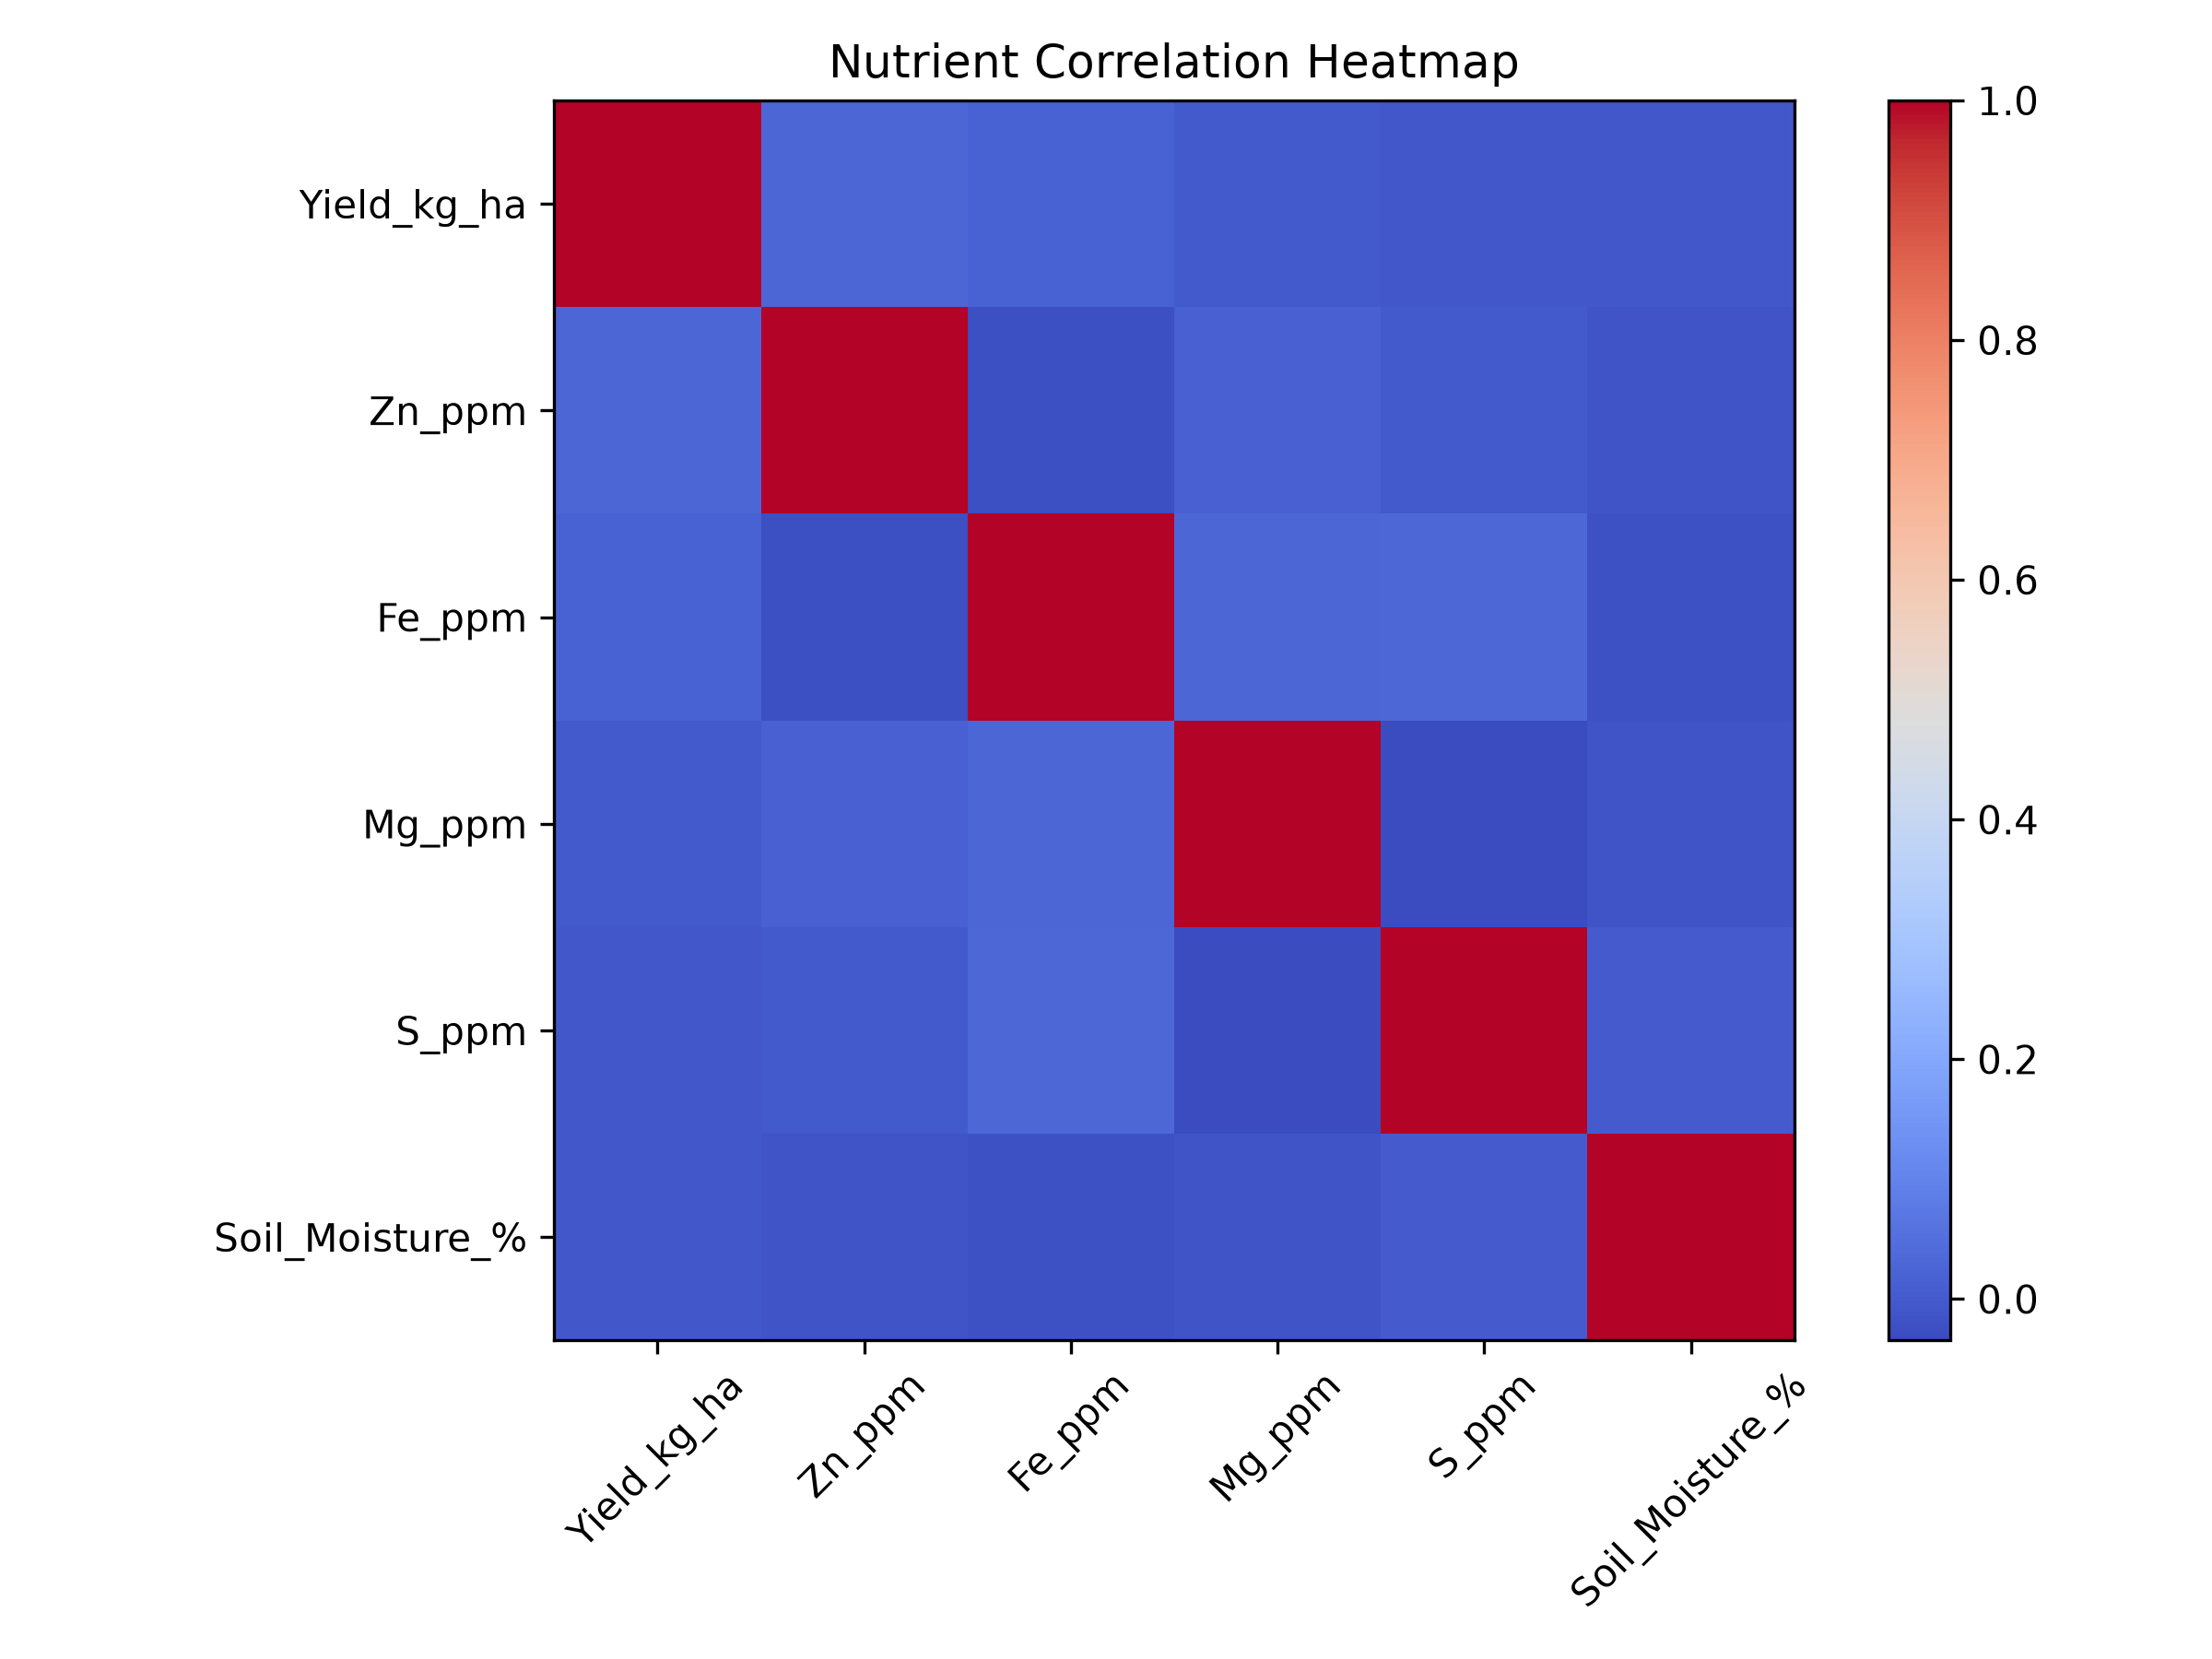 Nutrient Correlation Heatmap
Yield_kg_ha
Zn_ppm
Fe_ppm
Mg_ppm
S_ppm
Soil_Moisture_%
Yield_kg_ha
Zn_ppm
Fe_ppm
Mg_ppm
S_ppm
Soil_Moisture_%
1.0
0.8
0.6
0.4
0.2
0.0